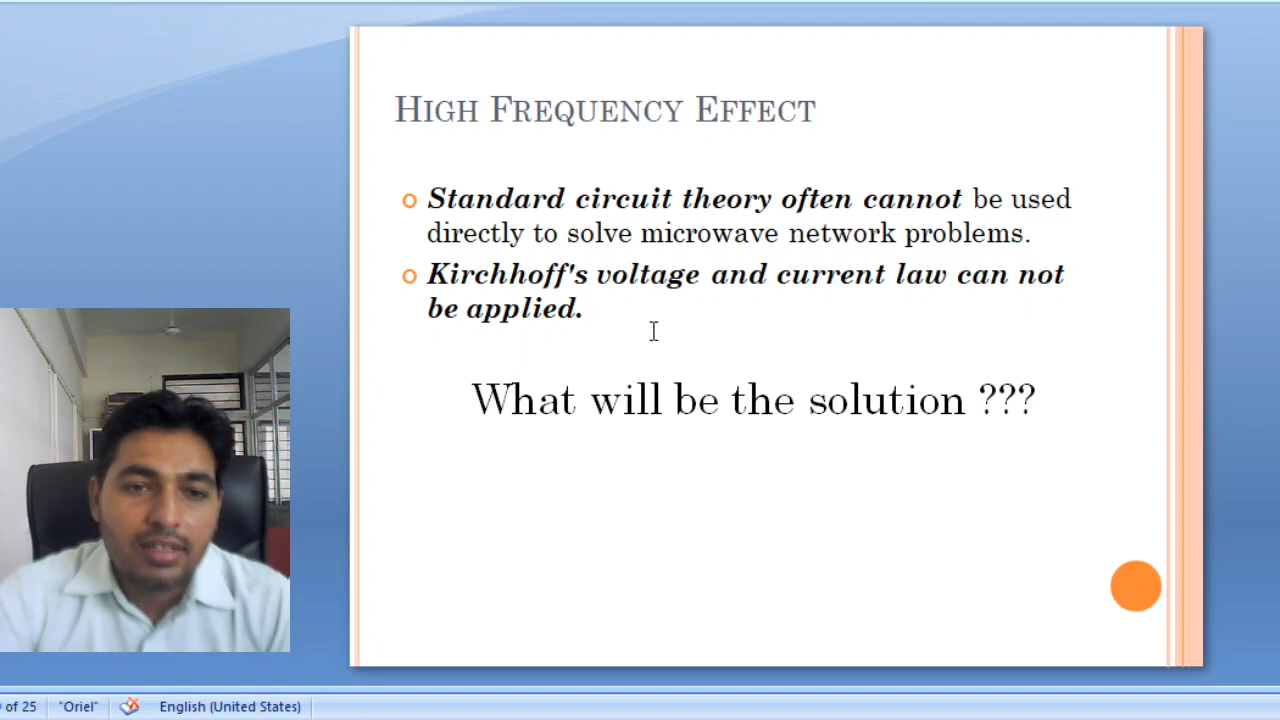 HIGH FREQUENCY EFFECT
Standard circuit theory often cannot be used
directly to solve microwave network problems.
Kirchhoff's voltage and current law can not
be applied.
What will be the solution ???
of 25 "Oriel" English (United States)